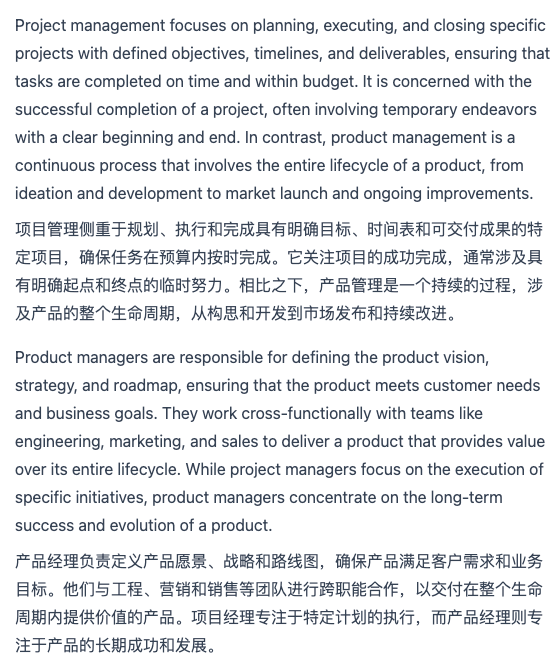 Project management focuses on planning, executing, and closing specific
projects with defined objectives, timelines, and deliverables, ensuring that
tasks are completed on time and within budget. It is concerned with the
successful completion of a project, often involving temporary endeavors
with a clear beginning and end. In contrast, product management is a
continuous process that involves the entire lifecycle of a product, from
ideation and development to market launch and ongoing improvements.
项目管理侧重于规划、执行和完成具有明确目标、时间表和可交付成果的特
定项目，确保任务在预算内按时完成。它关注项目的成功完成，通常涉及具
有明确起点和终点的临时努力。相比之下，产品管理是一个持续的过程，涉
及产品的整个生命周期，从构思和开发到市场发布和持续改进。
Product managers are responsible for defining the product vision,
strategy, and roadmap, ensuring that the product meets customer needs
and business goals. They work cross-functionally with teams like
engineering, marketing, and sales to deliver a product that provides value
over its entire lifecycle. While project managers focus on the execution of
specific initiatives, product managers concentrate on the long-term
success and evolution of a product.
产品经理负责定义产品愿景、战略和路线图，确保产品满足客户需求和业务
目标。他们与工程、营销和销售等团队进行跨职能合作，以交付在整个生命
周期内提供价值的产品。项目经理专注于特定计划的执行，而产品经理则专
注于产品的长期成功和发展。